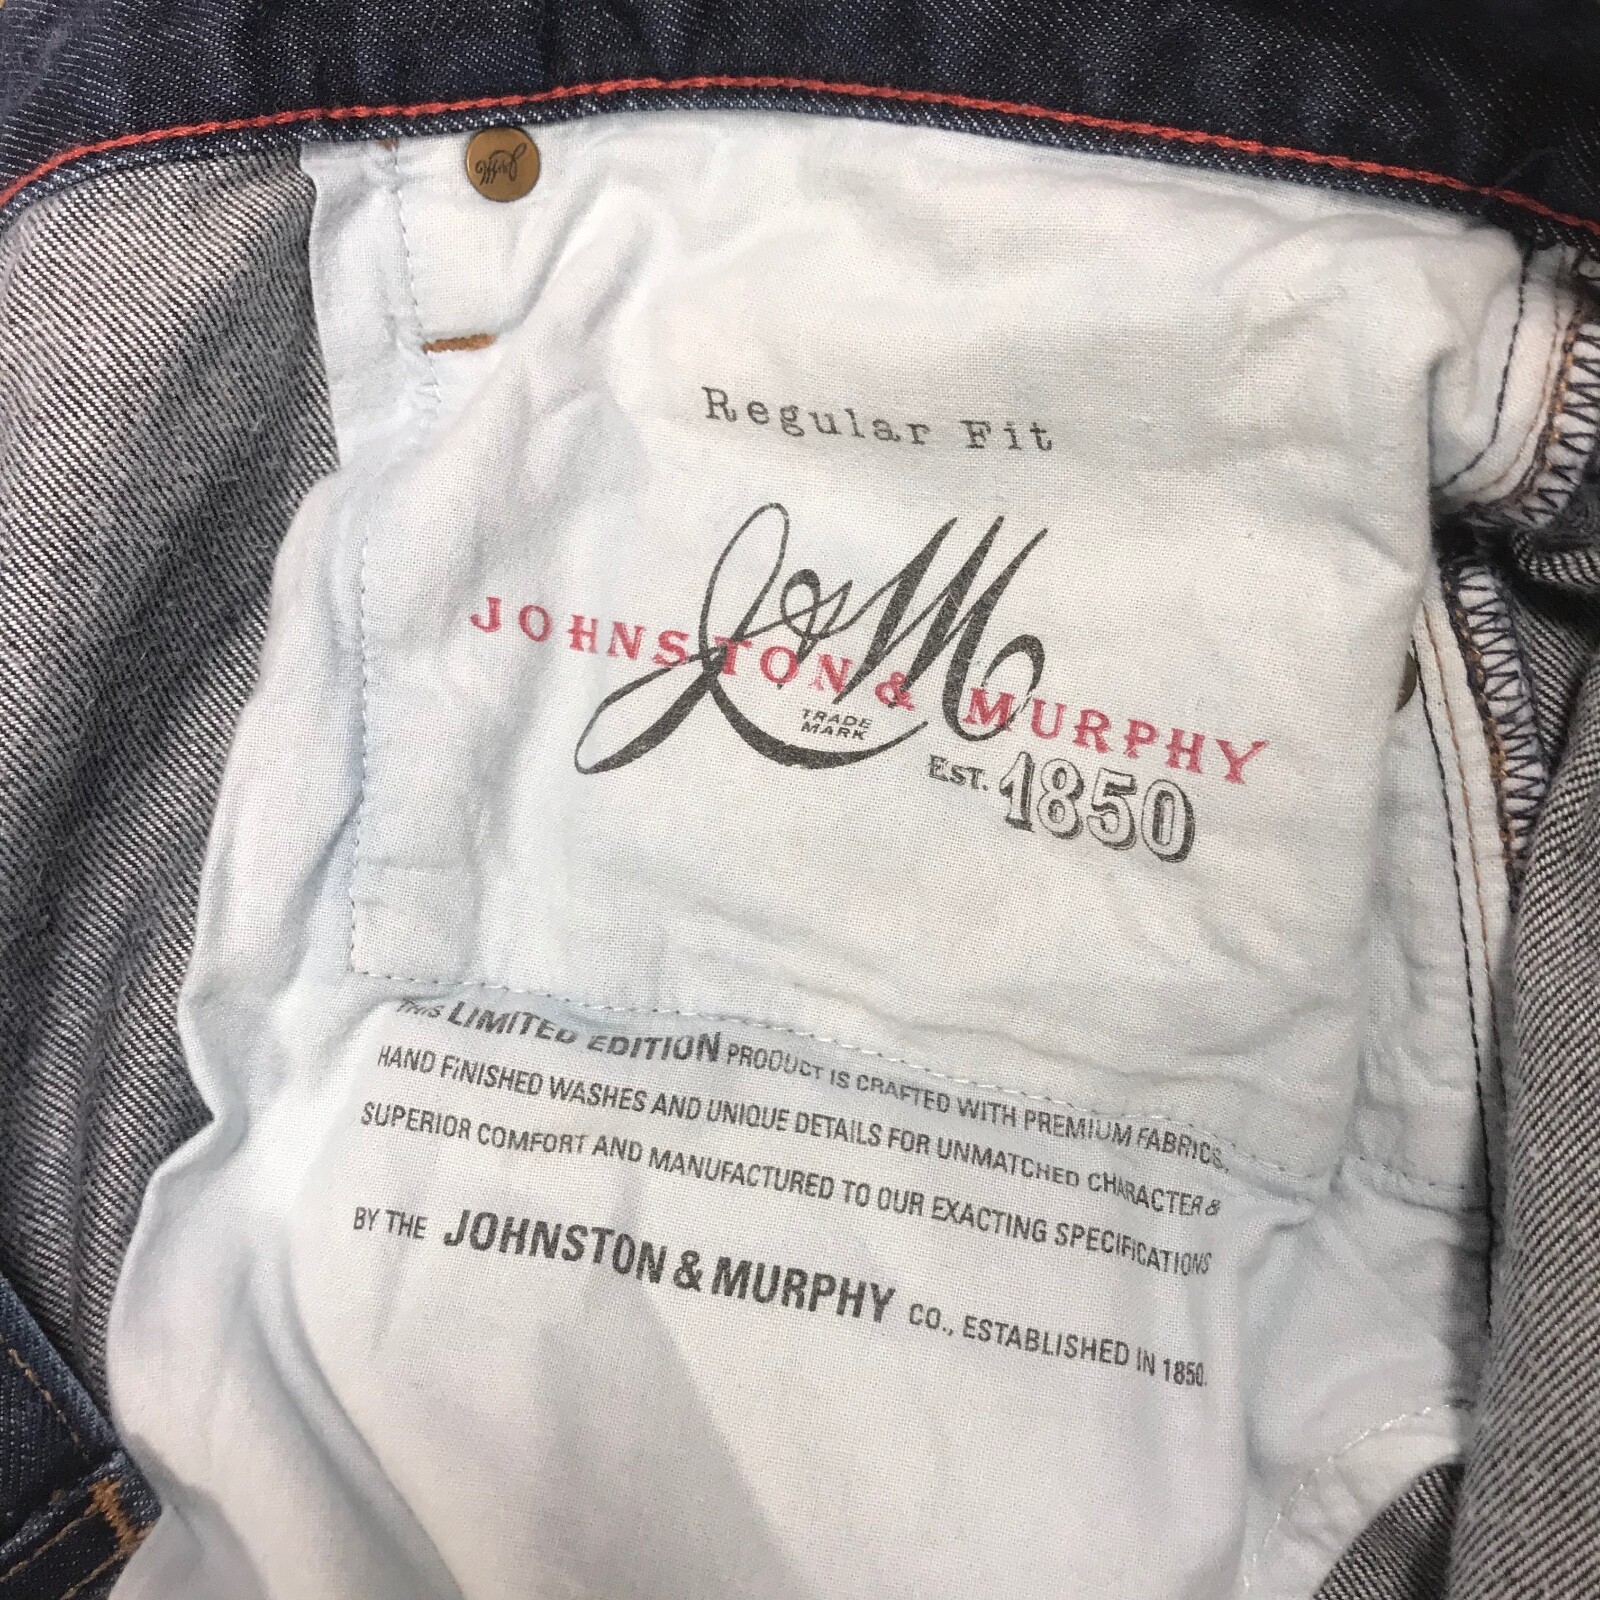 J&M
Regular Fit
J&M
JOHNSTON & MURPHY
TRADE
MARK
EST. 1850
THIS LIMITED EDITION PRODUCT IS CRAFTED WITH PREMIUM FABRICS,
HAND FINISHED WASHES AND UNIQUE DETAILS FOR UNMATCHED CHARACTER &
SUPERIOR COMFORT AND MANUFACTURED TO OUR EXACTING SPECIFICATIONS
BY THE JOHNSTON & MURPHY CO., ESTABLISHED IN 1850.